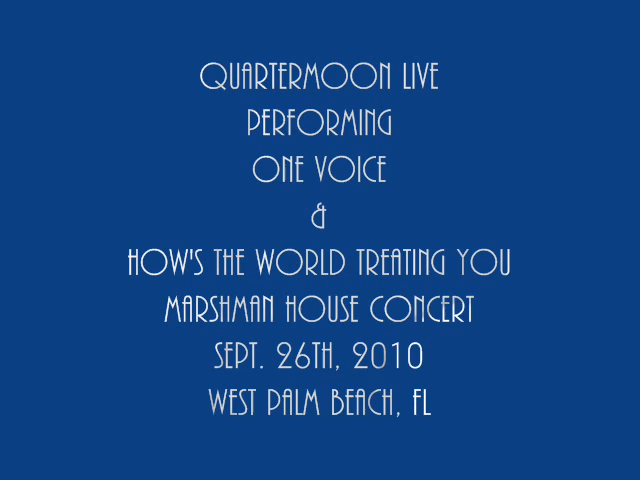 QUARTERMOON LIVE
PERFORMING
ONE VOICE
&
HOW'S THE WORLD TREATING YOU
MARSHMAN HOUSE CONCERT
SEPT. 26TH, 2010
WEST PALM BEACH, FL